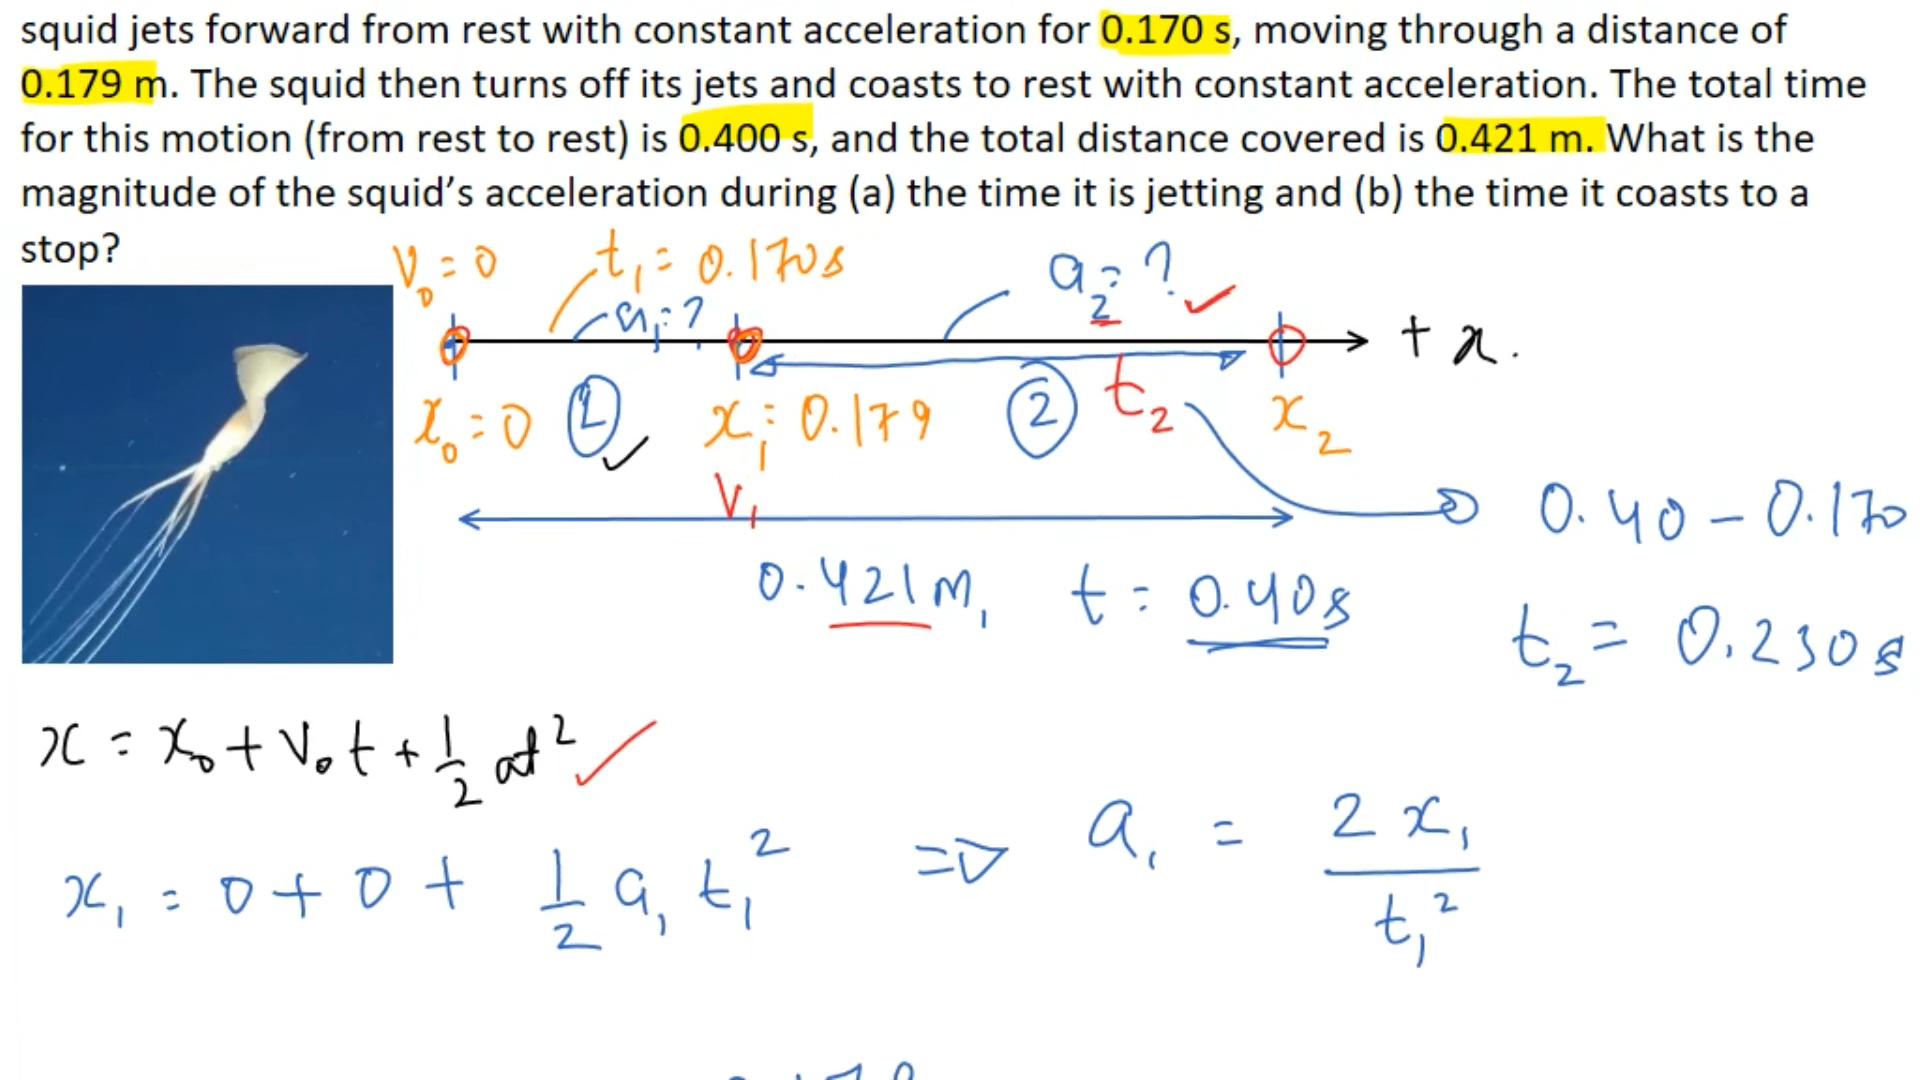 squid jets forward from rest with constant acceleration for 0.170 s, moving through a distance of
0.179 m. The squid then turns off its jets and coasts to rest with constant acceleration. The total time
for this motion (from rest to rest) is 0.400 s, and the total distance covered is 0.421 m. What is the
magnitude of the squid’s acceleration during (a) the time it is jetting and (b) the time it coasts to a
stop?
V₀ = 0 t₁ = 0.170s a₂ = ?
a₁ = ? + x.
x₀ = 0 ① x₁ = 0.179 ② t₂ x₂
V₁ 0.40 - 0.170
0.421 m, t = 0.40s
t₂ = 0.230 s
x = x₀ + V₀t + 1/2 at²
x₁ = 0 + 0 + 1/2 a₁ t₁² ⇒ a₁ = 2x₁/t₁²